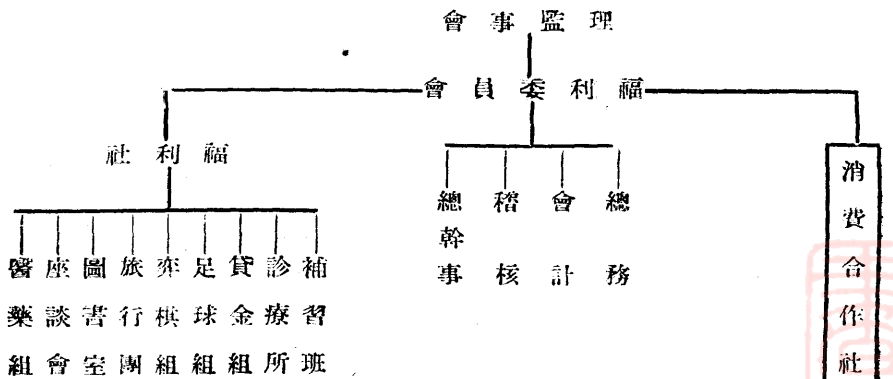 理監事會
福利委員會
消費合作社
總務
會計
稽核
總幹事
福利社
補習班
診療所
貸金組
足球組
弈棋組
旅行團
圖書室
座談會
醫藥組